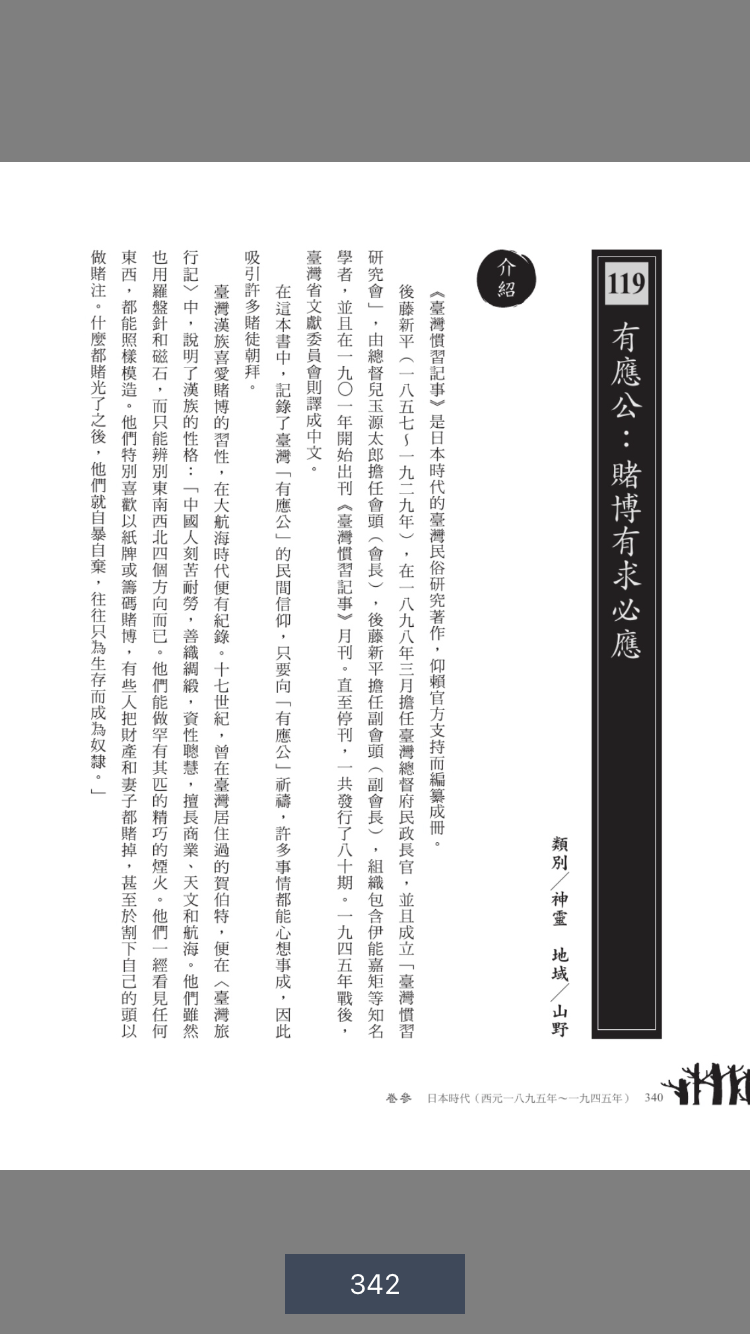 119
有應公：賭博有求必應
類別／神靈　地域／山野
介紹
《臺灣慣習記事》是日本時代的臺灣民俗研究著作，仰賴官方支持而編纂成冊。
後藤新平（一八五七～一九二九年），在一八九八年三月擔任臺灣總督府民政長官，並且成立「臺灣慣習
研究會」，由總督兒玉源太郎擔任會頭（會長），後藤新平擔任副會頭（副會長），組織包含伊能嘉矩等知名
學者，並且在一九〇一年開始出刊《臺灣慣習記事》月刊。直至停刊，一共發行了八十期。一九四五年戰後，
臺灣省文獻委員會則譯成中文。
在這本書中，記錄了臺灣「有應公」的民間信仰，只要向「有應公」祈禱，許多事情都能心想事成，因此
吸引許多賭徒朝拜。
臺灣漢族喜愛賭博的習性，在大航海時代便有紀錄。十七世紀，曾在臺灣居住過的賀伯特，便在〈臺灣旅
行記〉中，說明了漢族的性格：「中國人刻苦耐勞，善織綢緞，資性聰慧，擅長商業、天文和航海。他們雖然
也用羅盤針和磁石，而只能辨別東南西北四個方向而已。他們能做罕有其匹的精巧的煙火。他們一經看見任何
東西，都能照樣模造。他們特別喜歡以紙牌或籌碼賭博，有些人把財產和妻子都賭掉，甚至於割下自己的頭以
做賭注。什麼都賭光了之後，他們就自暴自棄，往往只為生存而成為奴隸。」
卷參　日本時代（西元一八九五年～一九四五年）　340
342